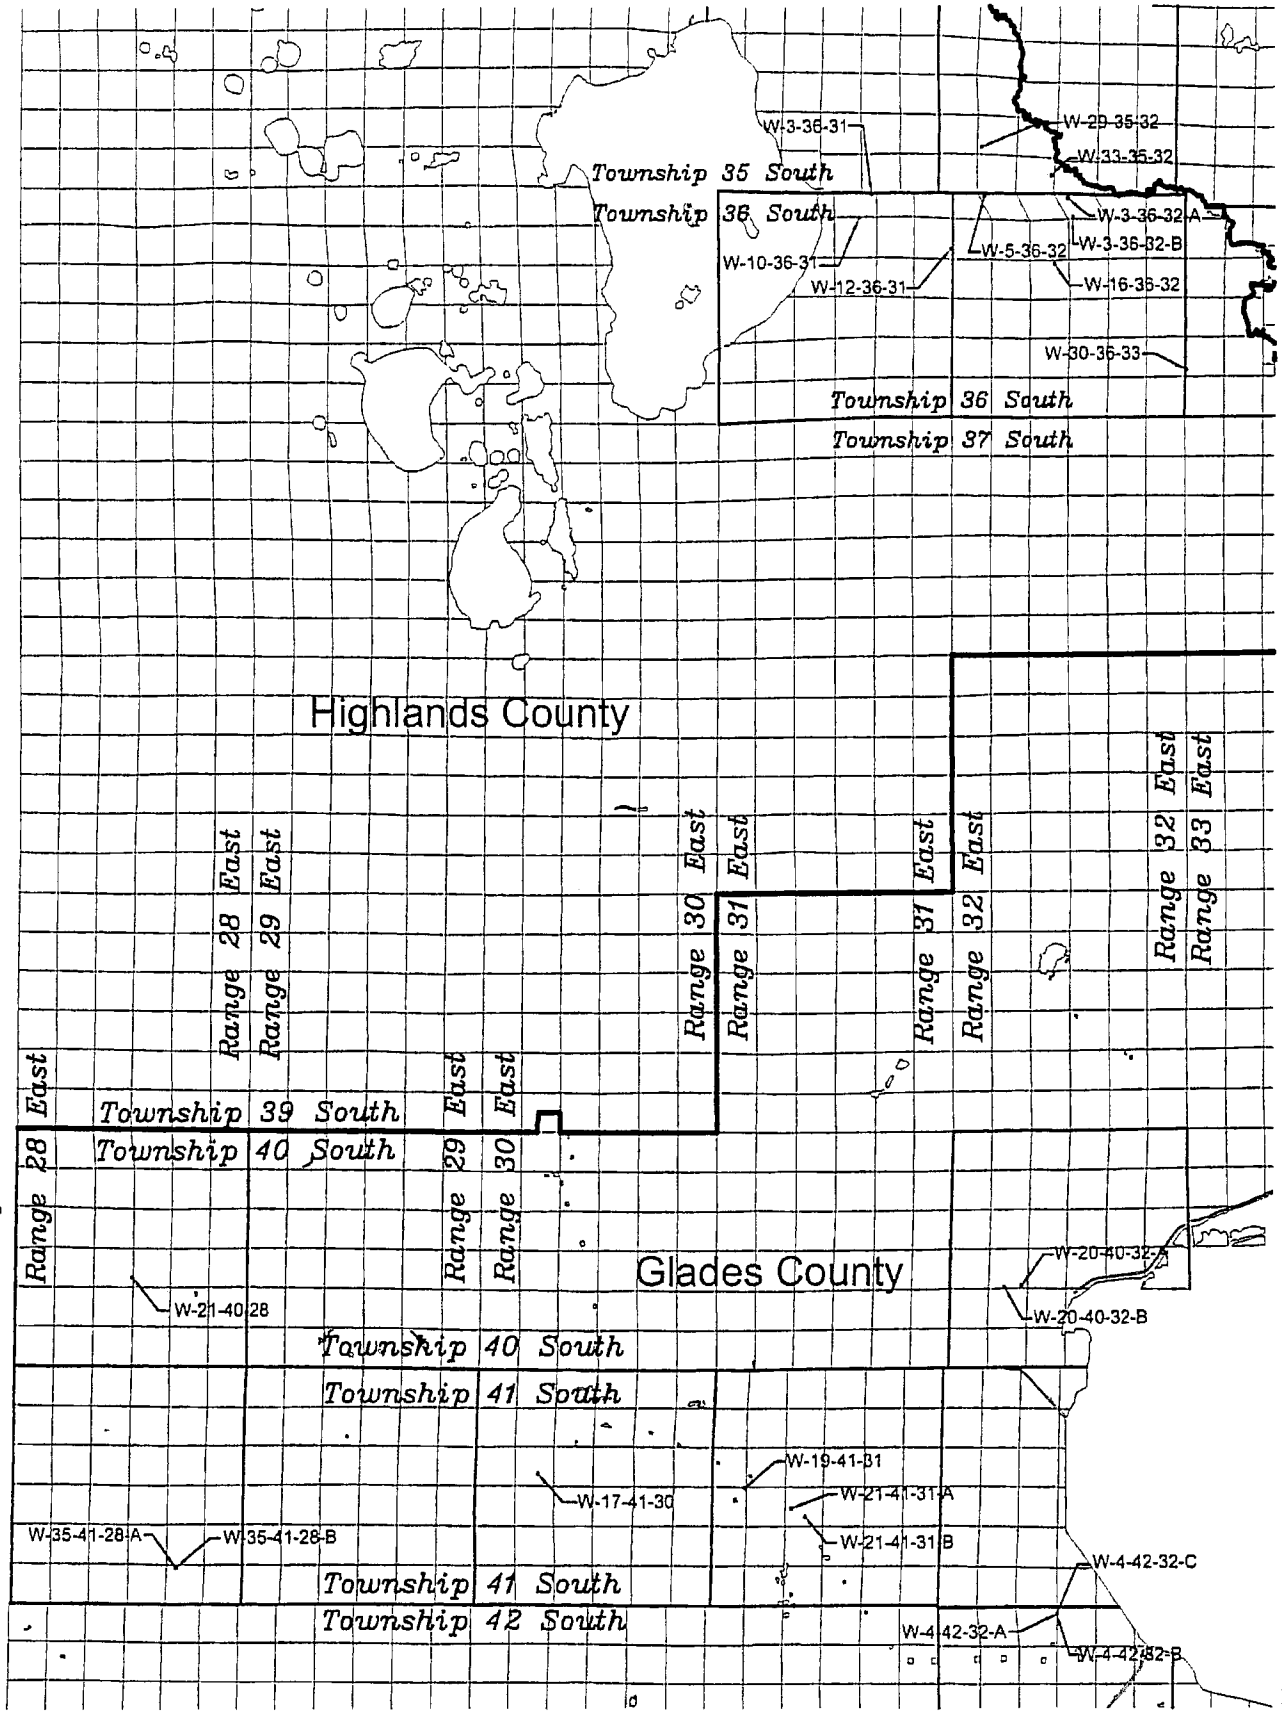 W-3-36-31
W-29-35-32
W-33-35-32
Township 35 South
Township 36 South
W-3-36-32-A
W-5-36-32
W-3-36-32-B
W-10-36-31
W-12-36-31
W-16-36-32
W-30-36-33
Township 36 South
Township 37 South
Highlands County
Range 28 East
Range 29 East
Range 30 East
Range 31 East
Range 31 East
Range 32 East
Range 32 East
Range 33 East
Range 28 East
Township 39 South
Township 40 South
Range 29 East
Range 30 East
Glades County
W-20-40-32-A
W-20-40-32-B
W-21-40-28
Township 40 South
Township 41 South
W-19-41-31
W-17-41-30
W-21-41-31-A
W-21-41-31-B
W-35-41-28-A
W-35-41-28-B
W-4-42-32-C
Township 41 South
Township 42 South
W-4-42-32-A
W-4-42-32-B